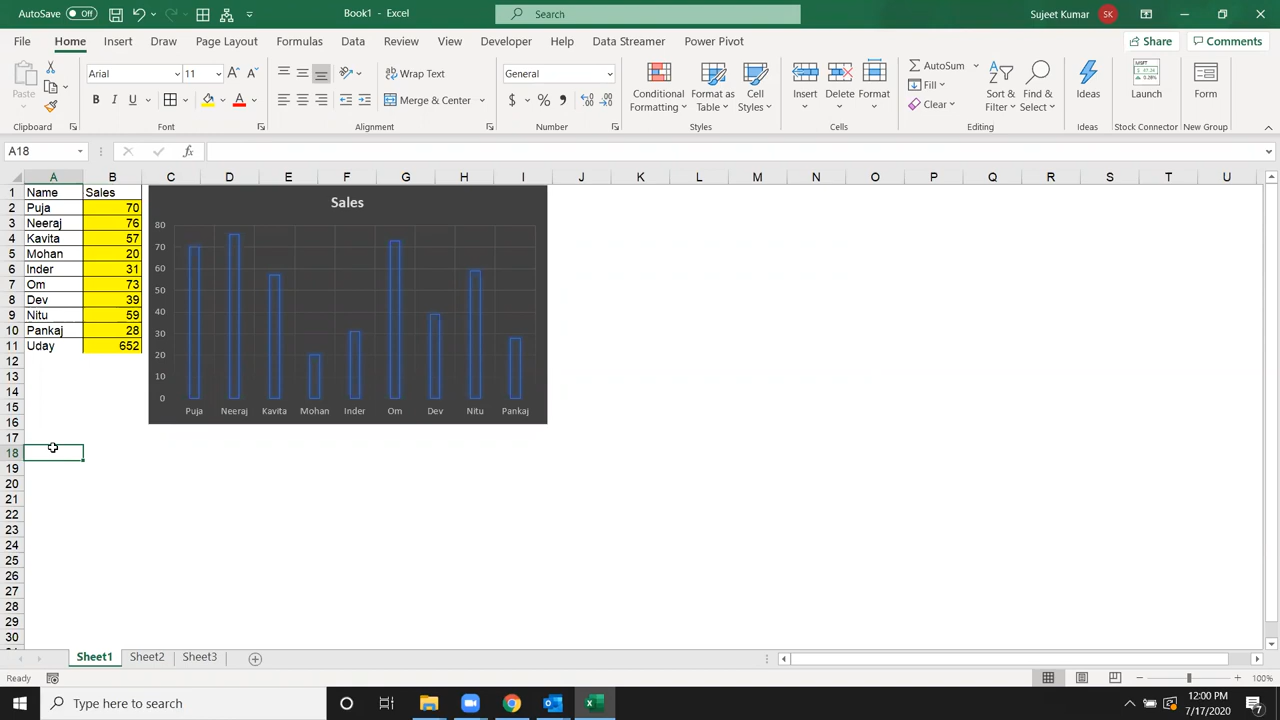 AutoSave Off Book1 - Excel Search Sujeet Kumar SK
File Home Insert Draw Page Layout Formulas Data Review View Developer Help Data Streamer Power Pivot Share Comments
Paste Arial 11 Wrap Text General Conditional Formatting Format as Table Cell Styles Insert Delete Format AutoSum Sort & Filter Find & Select Ideas Launch Form
B I U Merge & Center $ % Fill
Clear
Clipboard Font Alignment Number Styles Cells Editing Ideas Stock Connector New Group
A18 fx
A B C D E F G H I J K L M N O P Q R S T U
1 Name Sales
2 Puja 70
3 Neeraj 76
4 Kavita 57
5 Mohan 20
6 Inder 31
7 Om 73
8 Dev 39
9 Nitu 59
10 Pankaj 28
11 Uday 652
12
13
14
15
16
17
18
19
20
21
22
23
24
25
26
27
28
29
30
Sales
80
70
60
50
40
30
20
10
0
Puja Neeraj Kavita Mohan Inder Om Dev Nitu Pankaj
Sheet1 Sheet2 Sheet3
Ready 100%
Type here to search 12:00 PM
7/17/2020 7